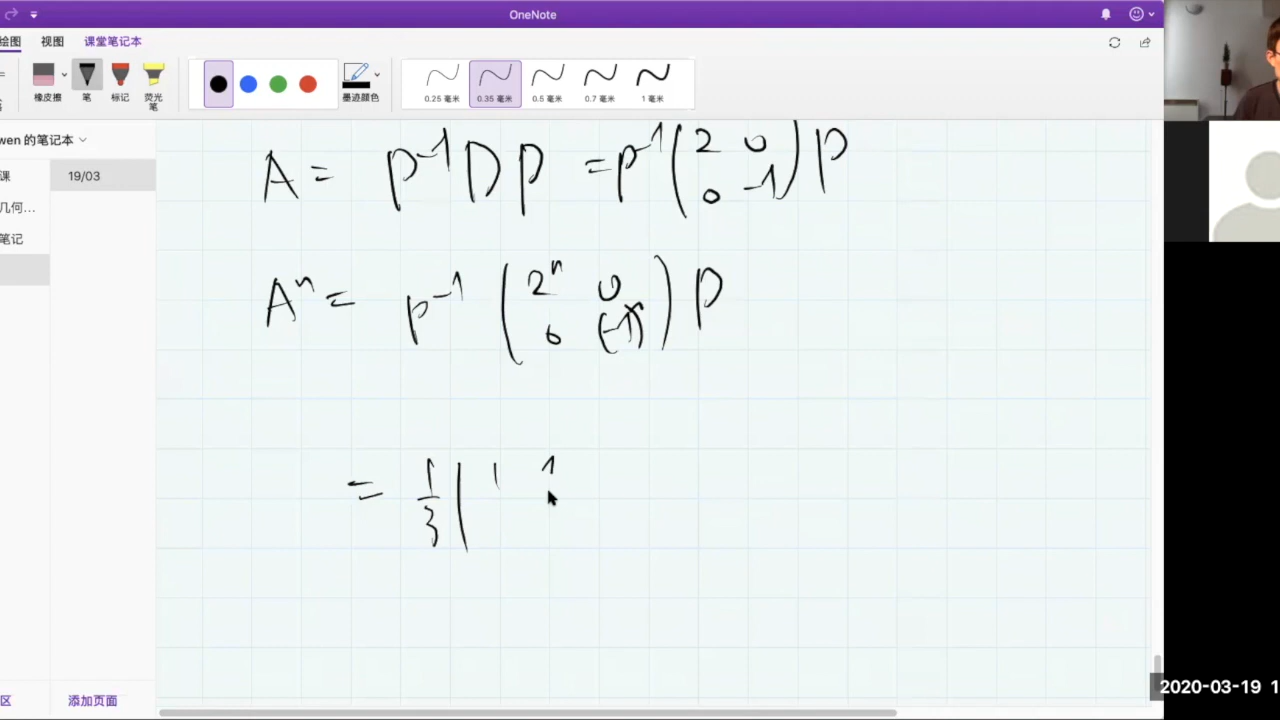 OneNote
绘图 视图 课堂笔记本
橡皮擦 笔 标记 荧光笔 墨迹颜色 0.25 毫米 0.35 毫米 0.5 毫米 0.7 毫米 1 毫米
wen 的笔记本
课 19/03
几何...
笔记
A = P⁻¹DP = P⁻¹ (2 0
0 -1) P
Aⁿ = P⁻¹ (2ⁿ 0
0 (-1)ⁿ) P
= 1/3 ( 1 1
区 添加页面
2020-03-19 1